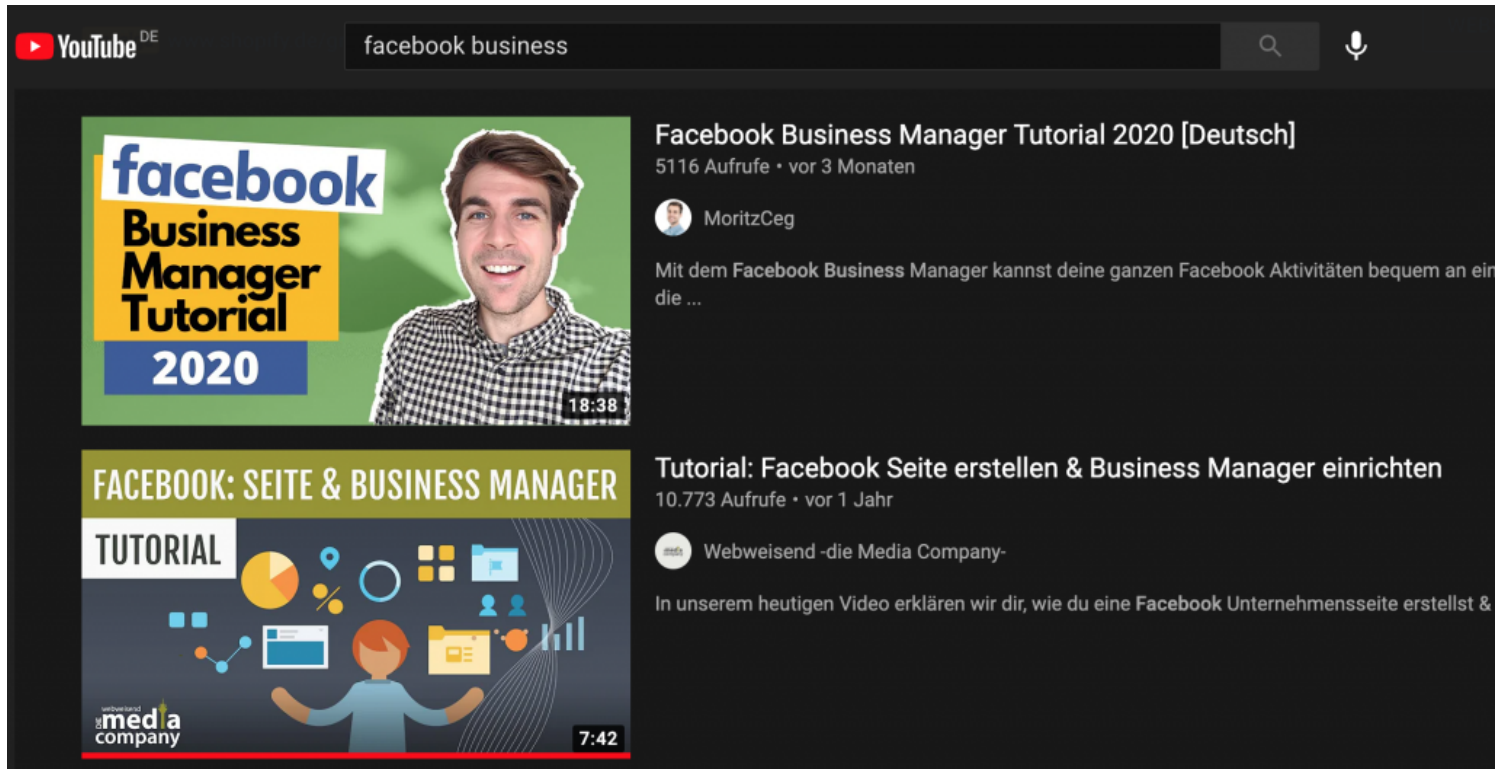 YouTube DE
facebook business
facebook
Business
Manager
Tutorial
2020
18:38
Facebook Business Manager Tutorial 2020 [Deutsch]
5116 Aufrufe • vor 3 Monaten
MoritzCeg
Mit dem Facebook Business Manager kannst deine ganzen Facebook Aktivitäten bequem an ein
die ...
FACEBOOK: SEITE & BUSINESS MANAGER
TUTORIAL
webweisend
DIE media
company
7:42
Tutorial: Facebook Seite erstellen & Business Manager einrichten
10.773 Aufrufe • vor 1 Jahr
Webweisend -die Media Company-
In unserem heutigen Video erklären wir dir, wie du eine Facebook Unternehmensseite erstellst &